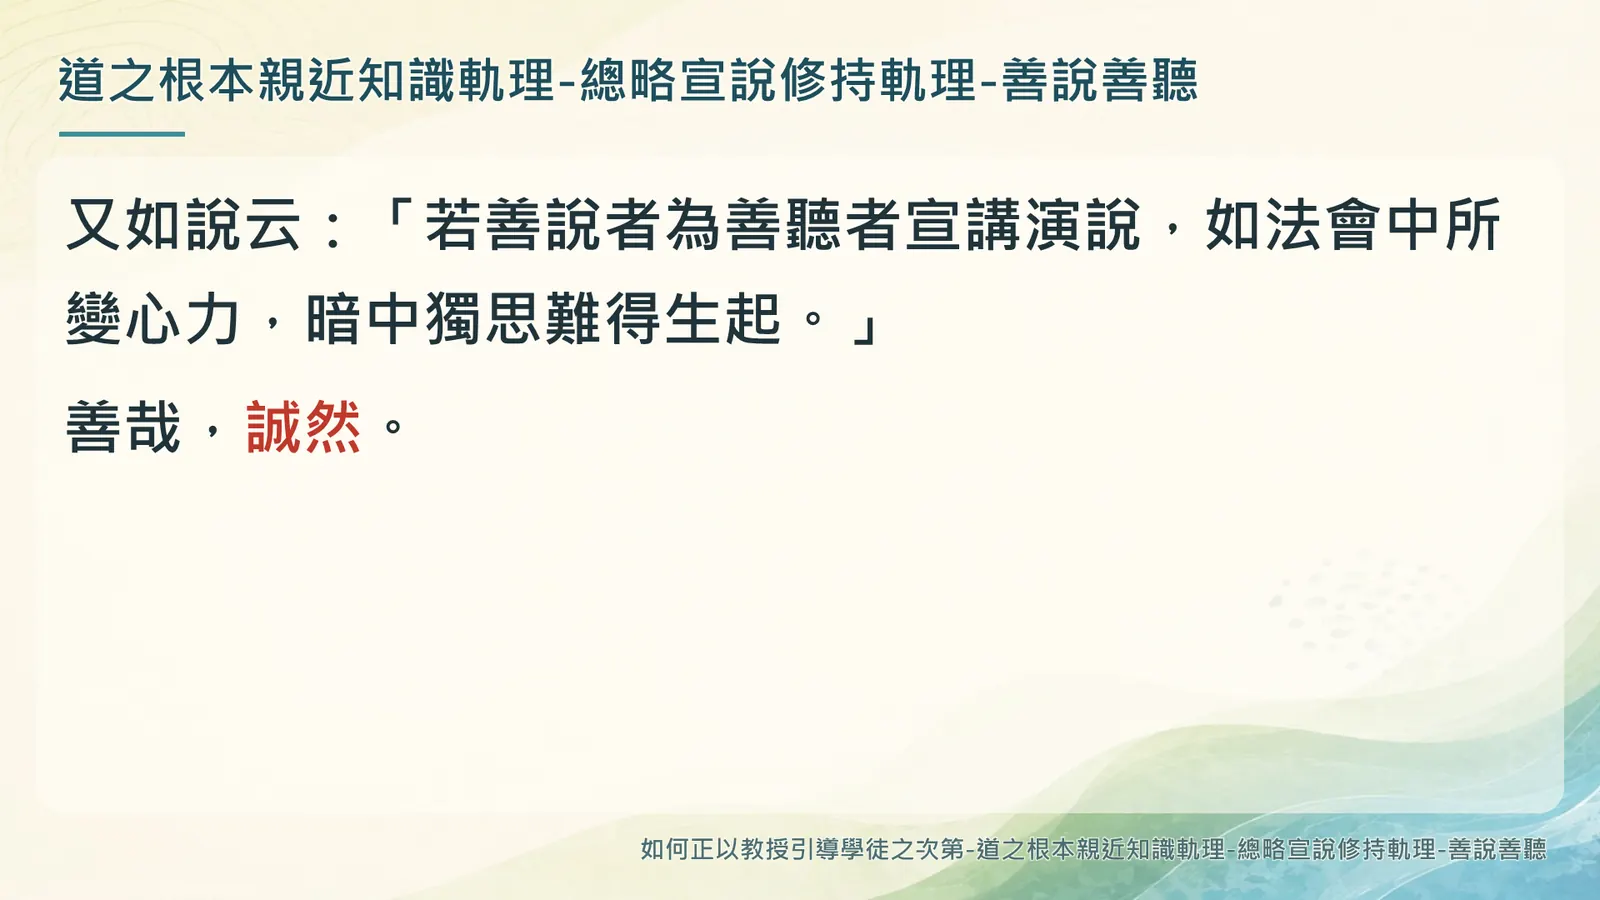 道之根本親近知識軌理-總略宣說修持軌理-善說善聽
又如說云：「若善說者為善聽者宣講演說，如法會中所
變心力，暗中獨思難得生起。」
善哉，誠然。
如何正以教授引導學徒之次第-道之根本親近知識軌理-總略宣說修持軌理-善說善聽